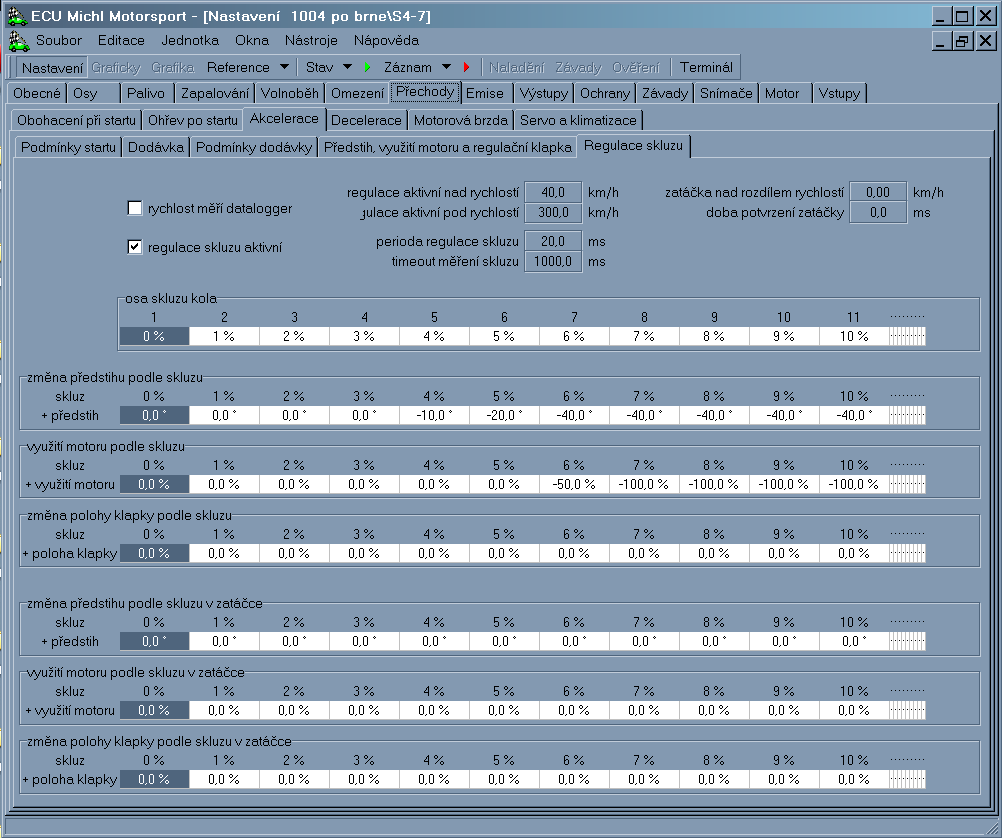 ECU Michl Motorsport - [Nastavení 1004 po brne\S4-7]
Soubor Editace Jednotka Okna Nástroje Nápověda
Nastavení Graficky Grafika Reference Stav Záznam Naladění Závady Ověření Terminál
Obecné Osy Palivo Zapalování Volnoběh Omezení Přechody Emise Výstupy Ochrany Závady Snímače Motor Vstupy
Obohacení při startu Ohřev po startu Akcelerace Decelerace Motorová brzda Servo a klimatizace
Podmínky startu Dodávka Podmínky dodávky Předstih, využití motoru a regulační klapka Regulace skluzu
regulace aktivní nad rychlostí 40,0 km/h zatáčka nad rozdílem rychlostí 0,00 km/h
rychlost měří datalogger
gulace aktivní pod rychlostí 300,0 km/h doba potvrzení zatáčky 0,0 ms
perioda regulace skluzu 20,0 ms
regulace skluzu aktivní
timeout měření skluzu 1000,0 ms
osa skluzu kola
1 2 3 4 5 6 7 8 9 10 11 .........
0 % 1 % 2 % 3 % 4 % 5 % 6 % 7 % 8 % 9 % 10 %
změna předstihu podle skluzu
skluz 0 % 1 % 2 % 3 % 4 % 5 % 6 % 7 % 8 % 9 % 10 % .........
+ předstih 0,0 ° 0,0 ° 0,0 ° 0,0 ° -10,0 ° -20,0 ° -40,0 ° -40,0 ° -40,0 ° -40,0 ° -40,0 °
využití motoru podle skluzu
skluz 0 % 1 % 2 % 3 % 4 % 5 % 6 % 7 % 8 % 9 % 10 % .........
+ využití motoru 0,0 % 0,0 % 0,0 % 0,0 % 0,0 % 0,0 % -50,0 % -100,0 % -100,0 % -100,0 % -100,0 %
změna polohy klapky podle skluzu
skluz 0 % 1 % 2 % 3 % 4 % 5 % 6 % 7 % 8 % 9 % 10 % .........
+ poloha klapky 0,0 % 0,0 % 0,0 % 0,0 % 0,0 % 0,0 % 0,0 % 0,0 % 0,0 % 0,0 % 0,0 %
změna předstihu podle skluzu v zatáčce
skluz 0 % 1 % 2 % 3 % 4 % 5 % 6 % 7 % 8 % 9 % 10 % .........
+ předstih 0,0 ° 0,0 ° 0,0 ° 0,0 ° 0,0 ° 0,0 ° 0,0 ° 0,0 ° 0,0 ° 0,0 ° 0,0 °
využití motoru podle skluzu v zatáčce
skluz 0 % 1 % 2 % 3 % 4 % 5 % 6 % 7 % 8 % 9 % 10 % .........
+ využití motoru 0,0 % 0,0 % 0,0 % 0,0 % 0,0 % 0,0 % 0,0 % 0,0 % 0,0 % 0,0 % 0,0 %
změna polohy klapky podle skluzu v zatáčce
skluz 0 % 1 % 2 % 3 % 4 % 5 % 6 % 7 % 8 % 9 % 10 % .........
+ poloha klapky 0,0 % 0,0 % 0,0 % 0,0 % 0,0 % 0,0 % 0,0 % 0,0 % 0,0 % 0,0 % 0,0 %